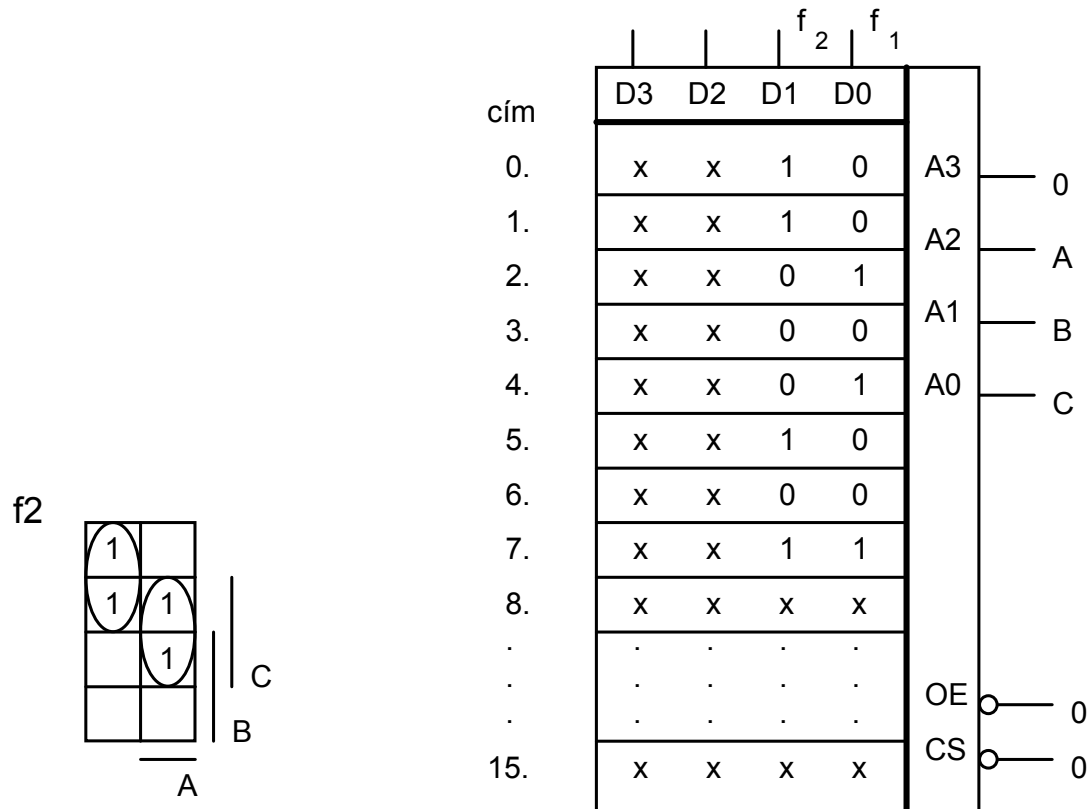 f 2 f 1
D3 D2 D1 D0
cím
0. x x 1 0 A3 0
1. x x 1 0
A2 A
2. x x 0 1
3. x x 0 0 A1 B
4. x x 0 1 A0 C
5. x x 1 0
6. x x 0 0
7. x x 1 1
8. x x x x
. . . . .
. . . . .
. . . . .
OE 0
15. x x x x CS 0
f2
1
1 1
1
C
B
A